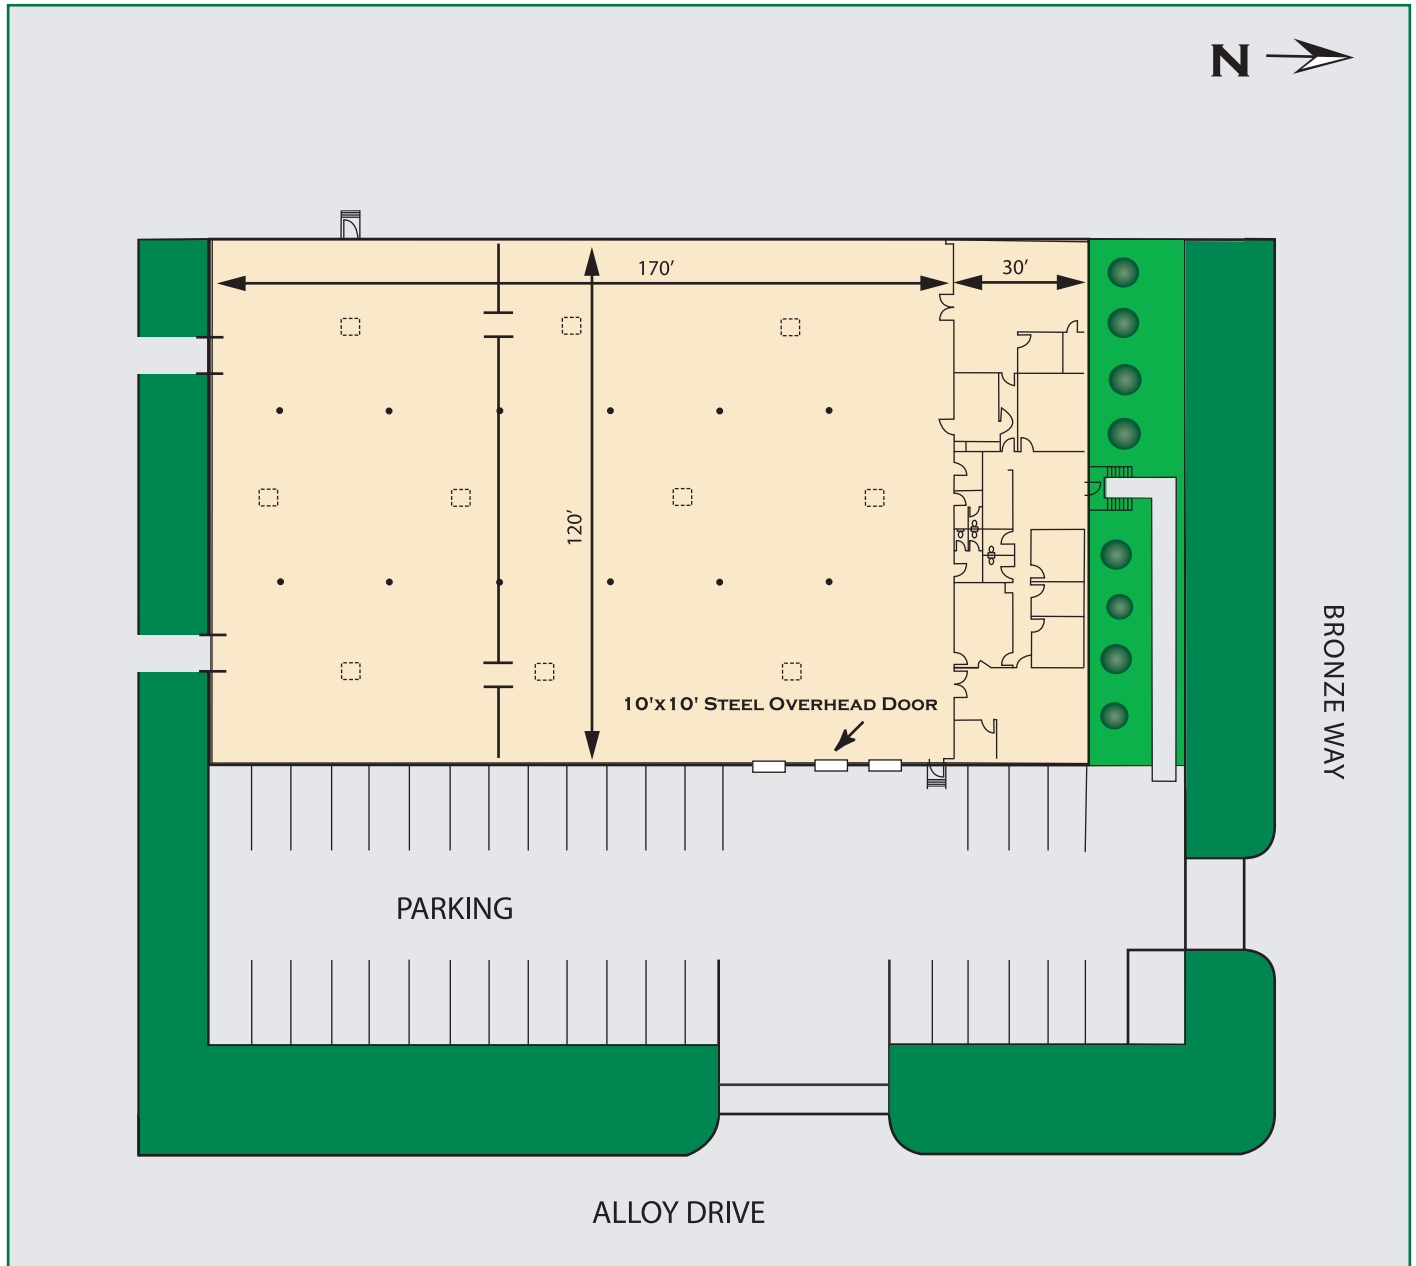 N
170′
30′
120′
10'x10' Steel Overhead Door
BRONZE WAY
PARKING
ALLOY DRIVE